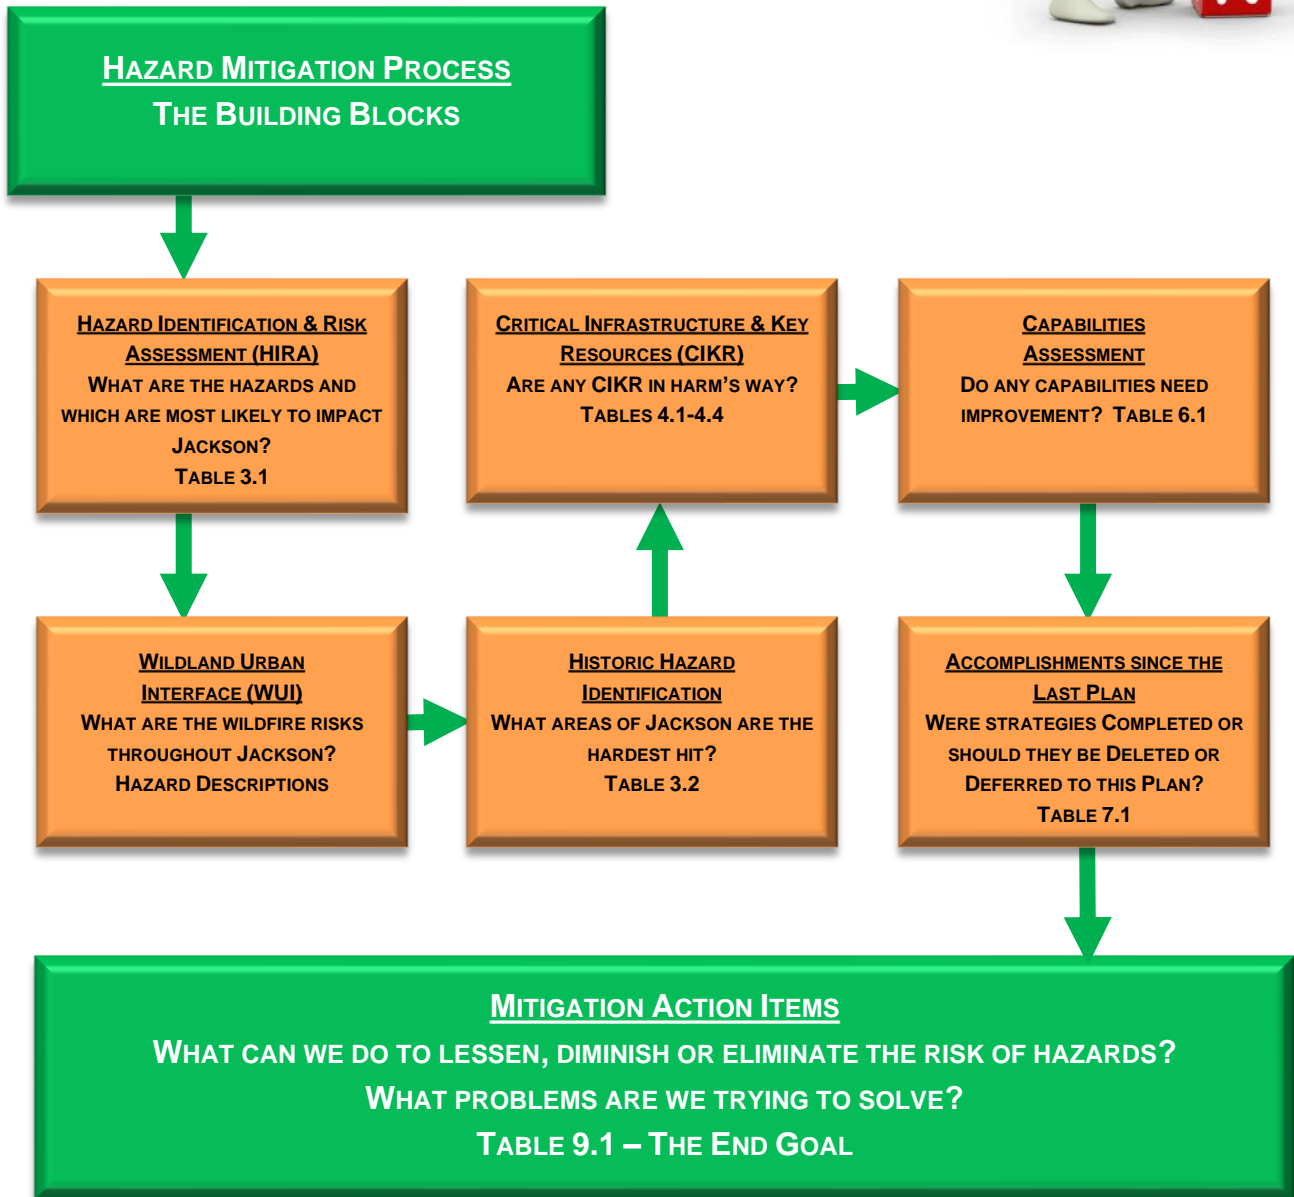 HAZARD MITIGATION PROCESS
THE BUILDING BLOCKS
HAZARD IDENTIFICATION & RISK
ASSESSMENT (HIRA)
WHAT ARE THE HAZARDS AND
WHICH ARE MOST LIKELY TO IMPACT
JACKSON?
TABLE 3.1
WILDLAND URBAN
INTERFACE (WUI)
WHAT ARE THE WILDFIRE RISKS
THROUGHOUT JACKSON?
HAZARD DESCRIPTIONS
HISTORIC HAZARD
IDENTIFICATION
WHAT AREAS OF JACKSON ARE THE
HARDEST HIT?
TABLE 3.2
CRITICAL INFRASTRUCTURE & KEY
RESOURCES (CIKR)
ARE ANY CIKR IN HARM'S WAY?
TABLES 4.1-4.4
CAPABILITIES
ASSESSMENT
DO ANY CAPABILITIES NEED
IMPROVEMENT? TABLE 6.1
ACCOMPLISHMENTS SINCE THE
LAST PLAN
WERE STRATEGIES COMPLETED OR
SHOULD THEY BE DELETED OR
DEFERRED TO THIS PLAN?
TABLE 7.1
MITIGATION ACTION ITEMS
WHAT CAN WE DO TO LESSEN, DIMINISH OR ELIMINATE THE RISK OF HAZARDS?
WHAT PROBLEMS ARE WE TRYING TO SOLVE?
TABLE 9.1 – THE END GOAL